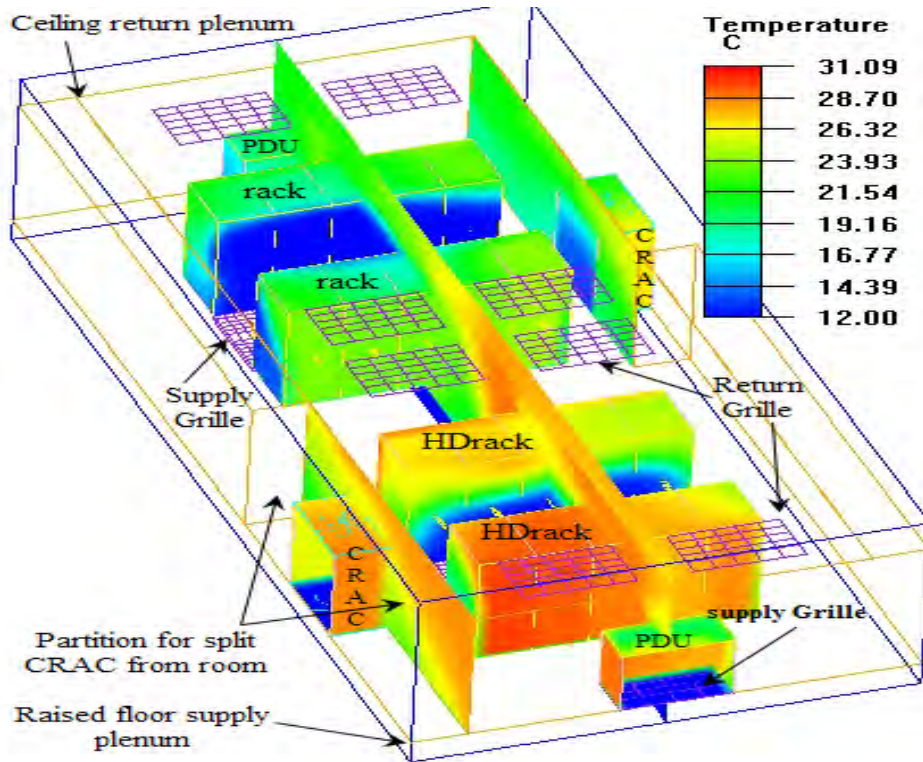 Ceiling return plenum
Temperature
C
31.09
28.70
26.32
23.93
21.54
19.16
16.77
14.39
12.00
PDU
rack
C
R
A
C
rack
Supply
Grille
Return
Grille
HDrack
HDrack
C
R
A
C
supply Grille
PDU
Partition for split
CRAC from room
Raised floor supply
plenum